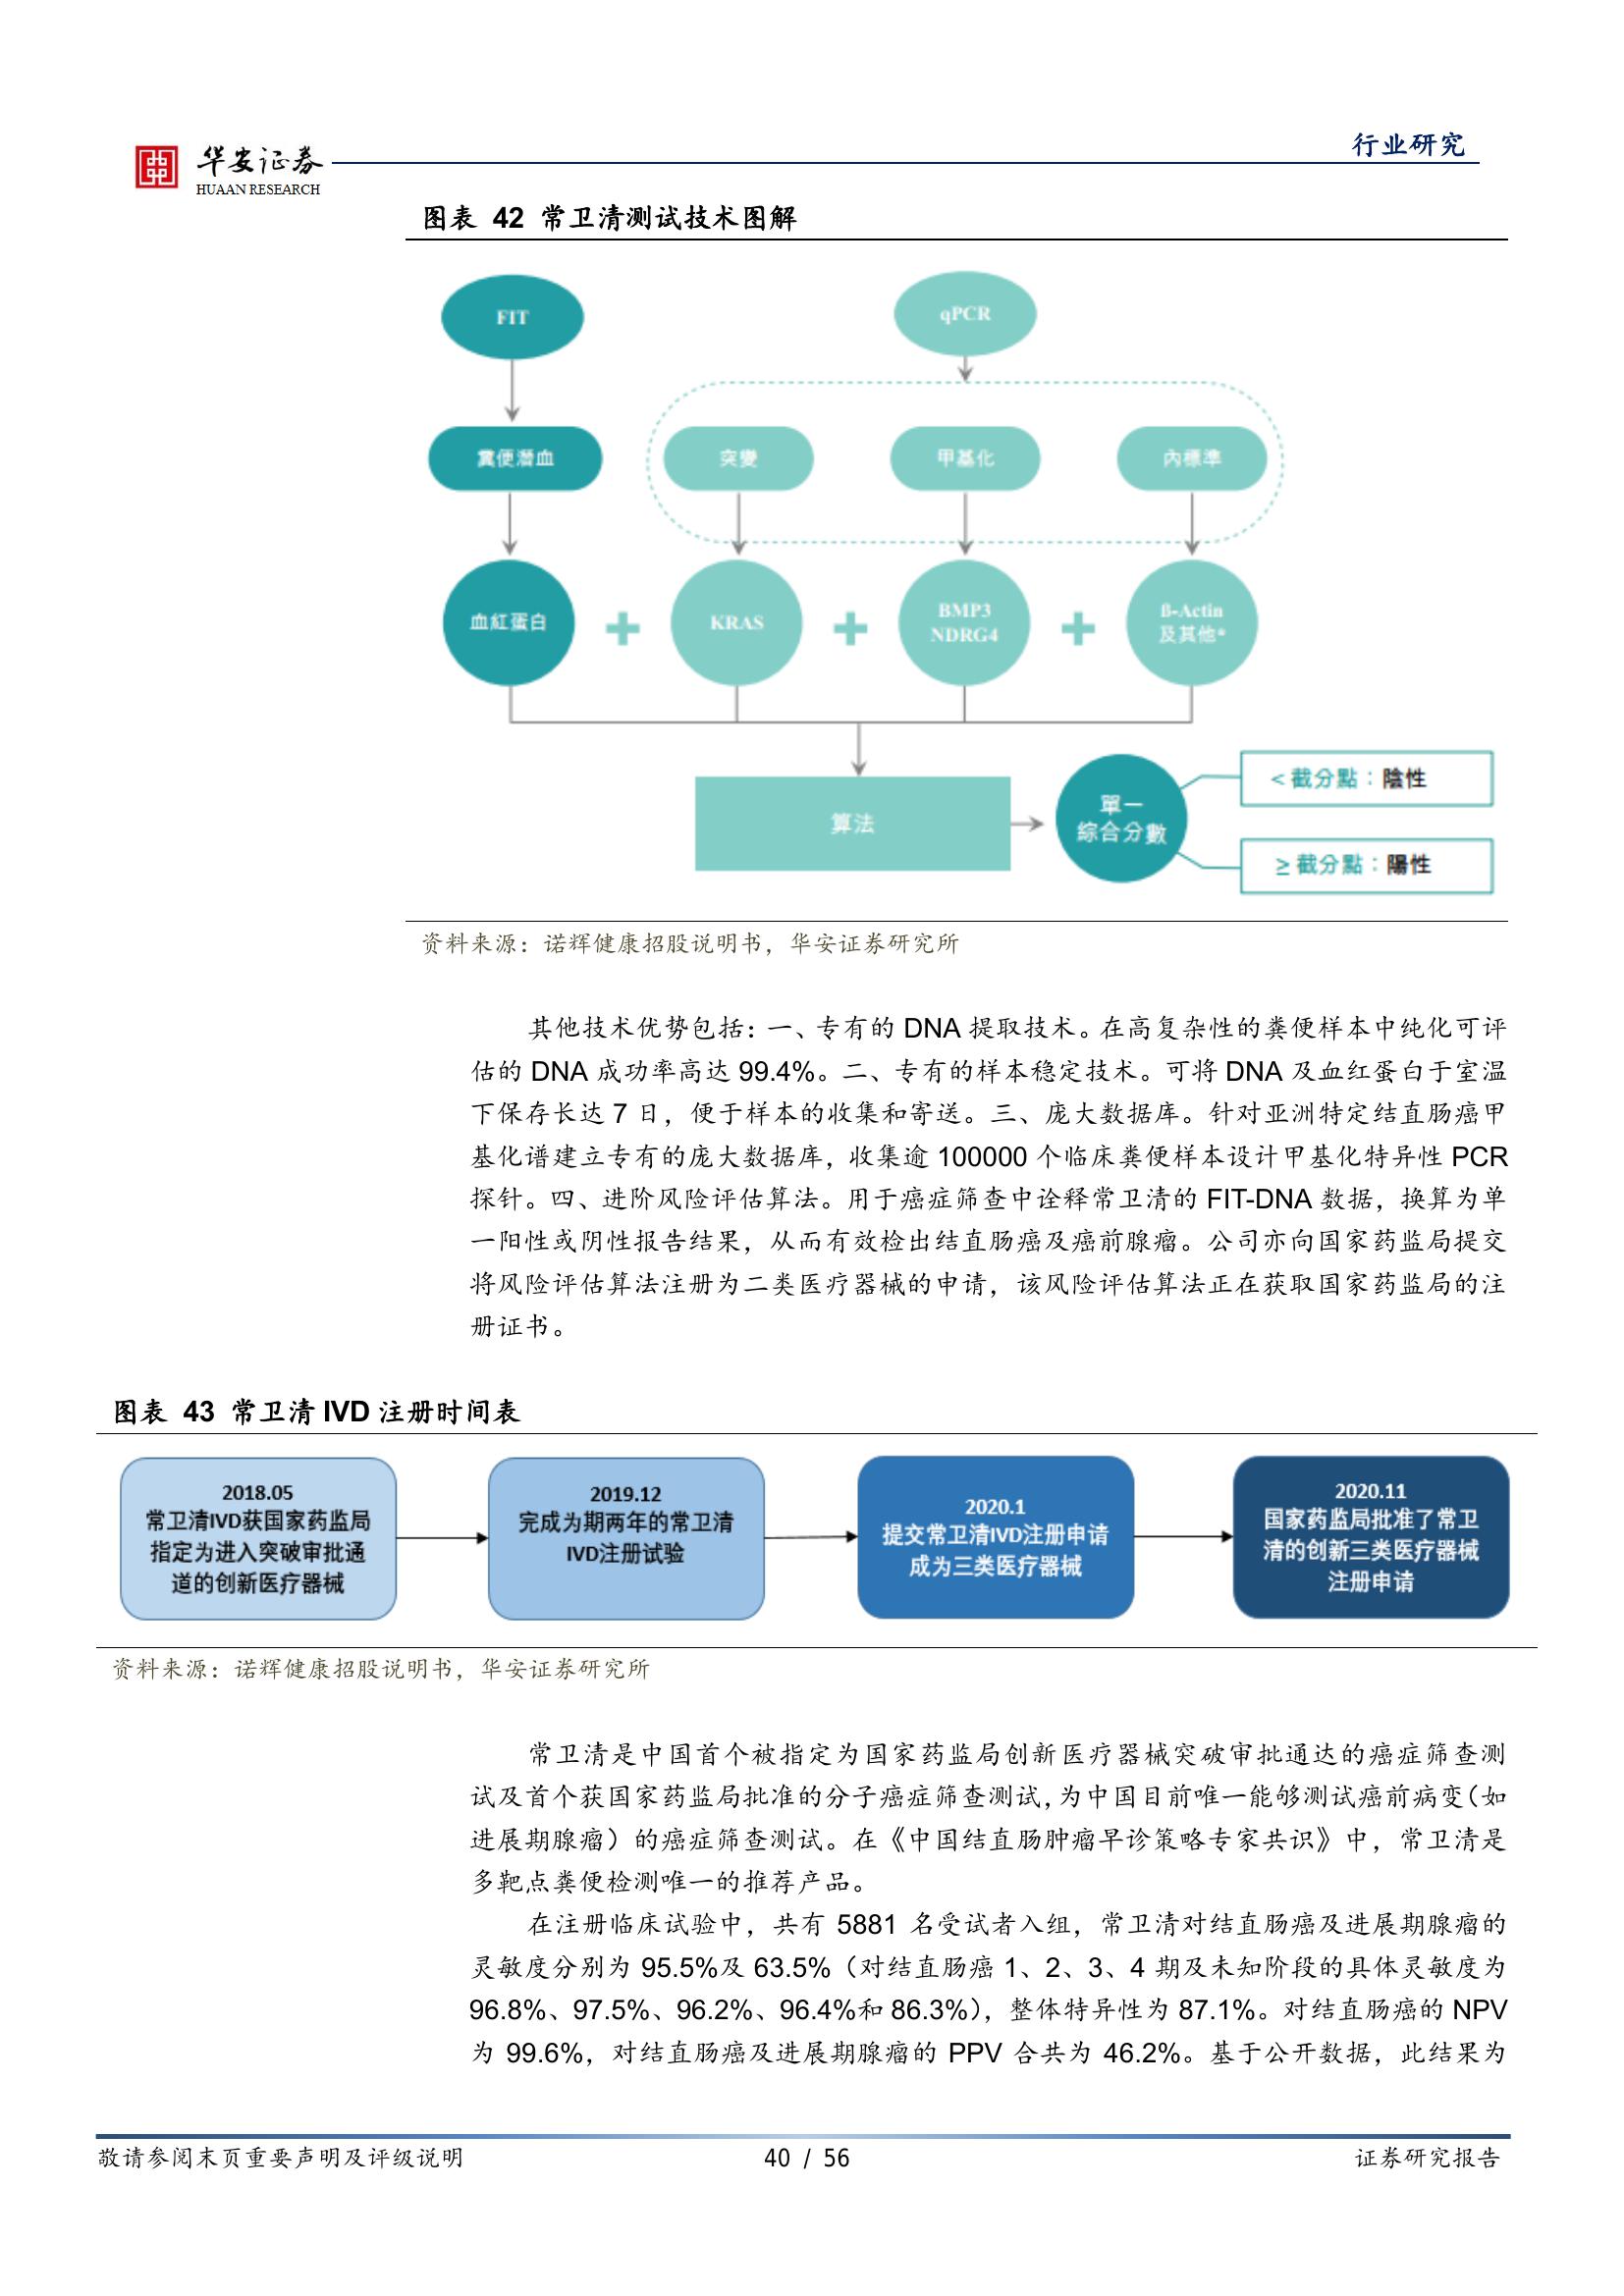 华安证券
HUAAN RESEARCH
行业研究
图表 42 常卫清测试技术图解
FIT
qPCR
糞便潛血
突變
甲基化
內標準
血紅蛋白
KRAS
BMP3
NDRG4
ß-Actin
及其他*
算法
單一
綜合分數
< 截分點：陰性
≥ 截分點：陽性
资料来源：诺辉健康招股说明书，华安证券研究所
其他技术优势包括：一、专有的 DNA 提取技术。在高复杂性的粪便样本中纯化可评
估的 DNA 成功率高达 99.4%。二、专有的样本稳定技术。可将 DNA 及血红蛋白于室温
下保存长达 7 日，便于样本的收集和寄送。三、庞大数据库。针对亚洲特定结直肠癌甲
基化谱建立专有的庞大数据库，收集逾 100000 个临床粪便样本设计甲基化特异性 PCR
探针。四、进阶风险评估算法。用于癌症筛查中诠释常卫清的 FIT-DNA 数据，换算为单
一阳性或阴性报告结果，从而有效检出结直肠癌及癌前腺瘤。公司亦向国家药监局提交
将风险评估算法注册为二类医疗器械的申请，该风险评估算法正在获取国家药监局的注
册证书。
图表 43 常卫清 IVD 注册时间表
2018.05
常卫清IVD获国家药监局
指定为进入突破审批通
道的创新医疗器械
2019.12
完成为期两年的常卫清
IVD注册试验
2020.1
提交常卫清IVD注册申请
成为三类医疗器械
2020.11
国家药监局批准了常卫
清的创新三类医疗器械
注册申请
资料来源：诺辉健康招股说明书，华安证券研究所
常卫清是中国首个被指定为国家药监局创新医疗器械突破审批通达的癌症筛查测
试及首个获国家药监局批准的分子癌症筛查测试，为中国目前唯一能够测试癌前病变（如
进展期腺瘤）的癌症筛查测试。在《中国结直肠肿瘤早诊策略专家共识》中，常卫清是
多靶点粪便检测唯一的推荐产品。
在注册临床试验中，共有 5881 名受试者入组，常卫清对结直肠癌及进展期腺瘤的
灵敏度分别为 95.5%及 63.5%（对结直肠癌 1、2、3、4 期及未知阶段的具体灵敏度为
96.8%、97.5%、96.2%、96.4%和 86.3%），整体特异性为 87.1%。对结直肠癌的 NPV
为 99.6%，对结直肠癌及进展期腺瘤的 PPV 合共为 46.2%。基于公开数据，此结果为
敬请参阅末页重要声明及评级说明
40 / 56
证券研究报告